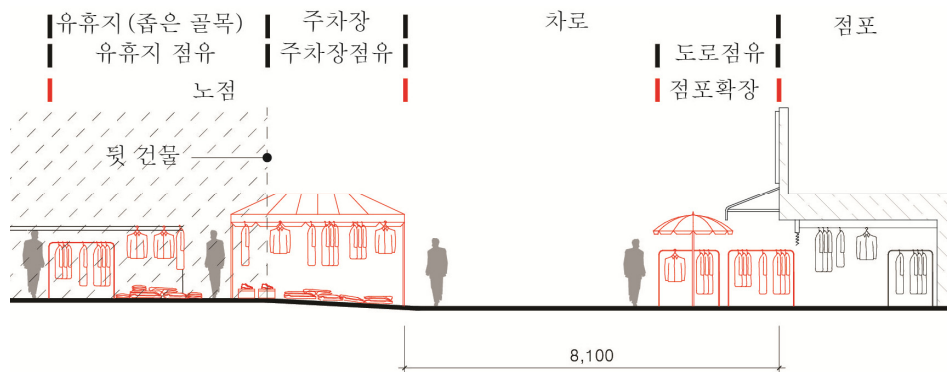 유휴지(좁은 골목)
유휴지 점유
주차장
주차장점유
노점
차로
도로점유
점포확장
점포
뒷 건물
8,100